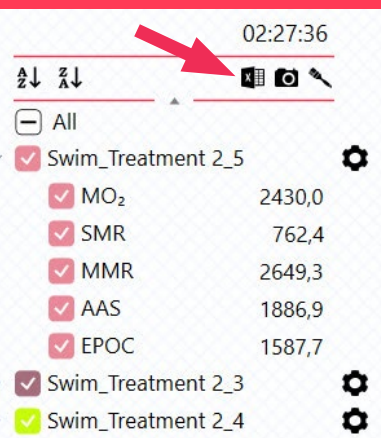 02:27:36
All
Swim_Treatment 2_5
MO₂ 2430,0
SMR 762,4
MMR 2649,3
AAS 1886,9
EPOC 1587,7
Swim_Treatment 2_3
Swim_Treatment 2_4